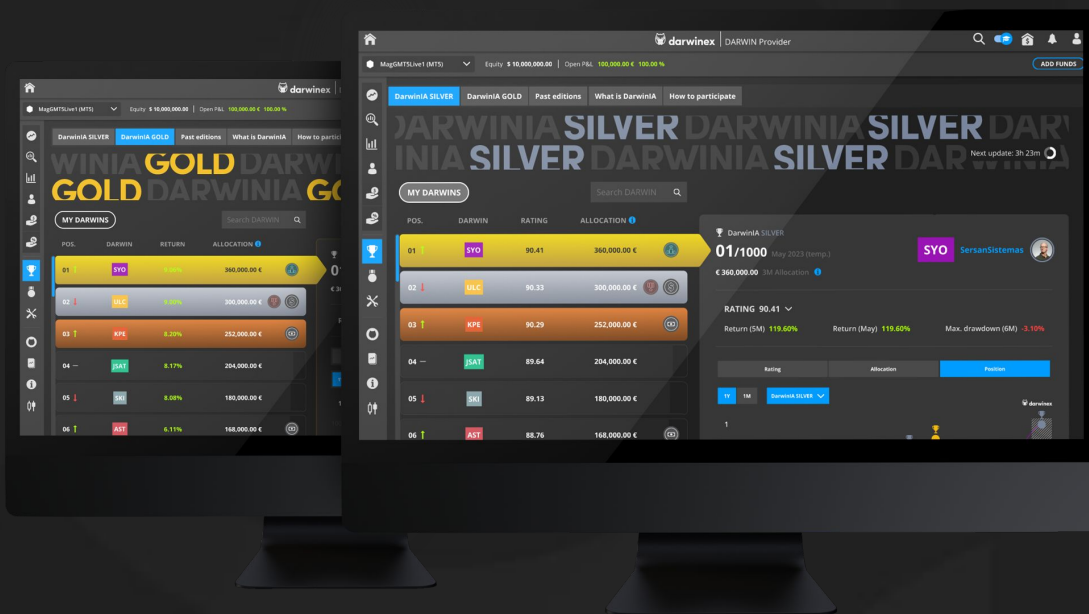 darwinex
MagGMTSLive1 (MT5) Equity $ 10,000,000.00 Open P&L 100,000.00 € 100.00 %
DarwinIA SILVER DarwinIA GOLD Past editions What is DarwinIA
GOLD
GOLD DARWINIA
MY DARWINS Search DARWIN
POS. DARWIN RETURN ALLOCATION
01 SYO 360,000.00 €
02 ULC 300,000.00 €
03 KPE 8.20% 252,000.00 €
04 JSAT 8.17% 204,000.00 €
05 SKI 8.08% 180,000.00 €
06 AST 6.11% 168,000.00 €
darwinex DARWIN Provider
MagGMTSLive1 (MT5) Equity $ 10,000,000.00 Open P&L 100,000.00 € 100.00 %
ADD FUNDS
DarwinIA SILVER DarwinIA GOLD Past editions What is DarwinIA How to participate
DARWINIA SILVER DARWINIA SILVER
SILVER DARWINIA SILVER
Next update: 3h 23m
MY DARWINS Search DARWIN
POS. DARWIN RATING ALLOCATION
01 SYO 90.41 360,000.00 €
02 ULC 90.33 300,000.00 €
03 KPE 90.29 252,000.00 €
04 JSAT 89.64 204,000.00 €
05 SKI 89.13 180,000.00 €
06 AST 88.76 168,000.00 €
DarwinIA SILVER
01/1000 May 2023 (temp.)
€ 360,000.00 3M Allocation
SYO SersanSistemas
RATING 90.41
Return (5M) 119.60% Return (May) 119.60% Max. drawdown (6M) -3.10%
Rating Allocation Position
1Y 1M DarwinIA SILVER
darwinex
1